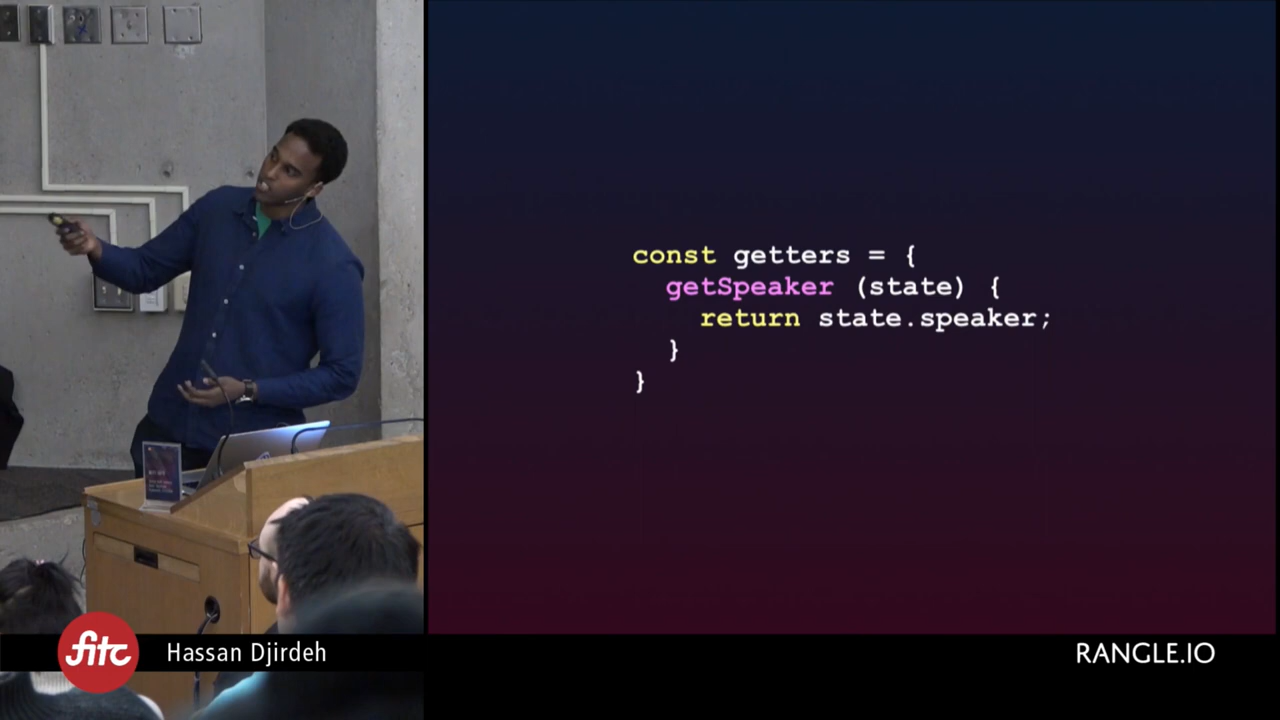 const getters = {
getSpeaker (state) {
return state.speaker;
}
}
fitc
Hassan Djirdeh
RANGLE.IO